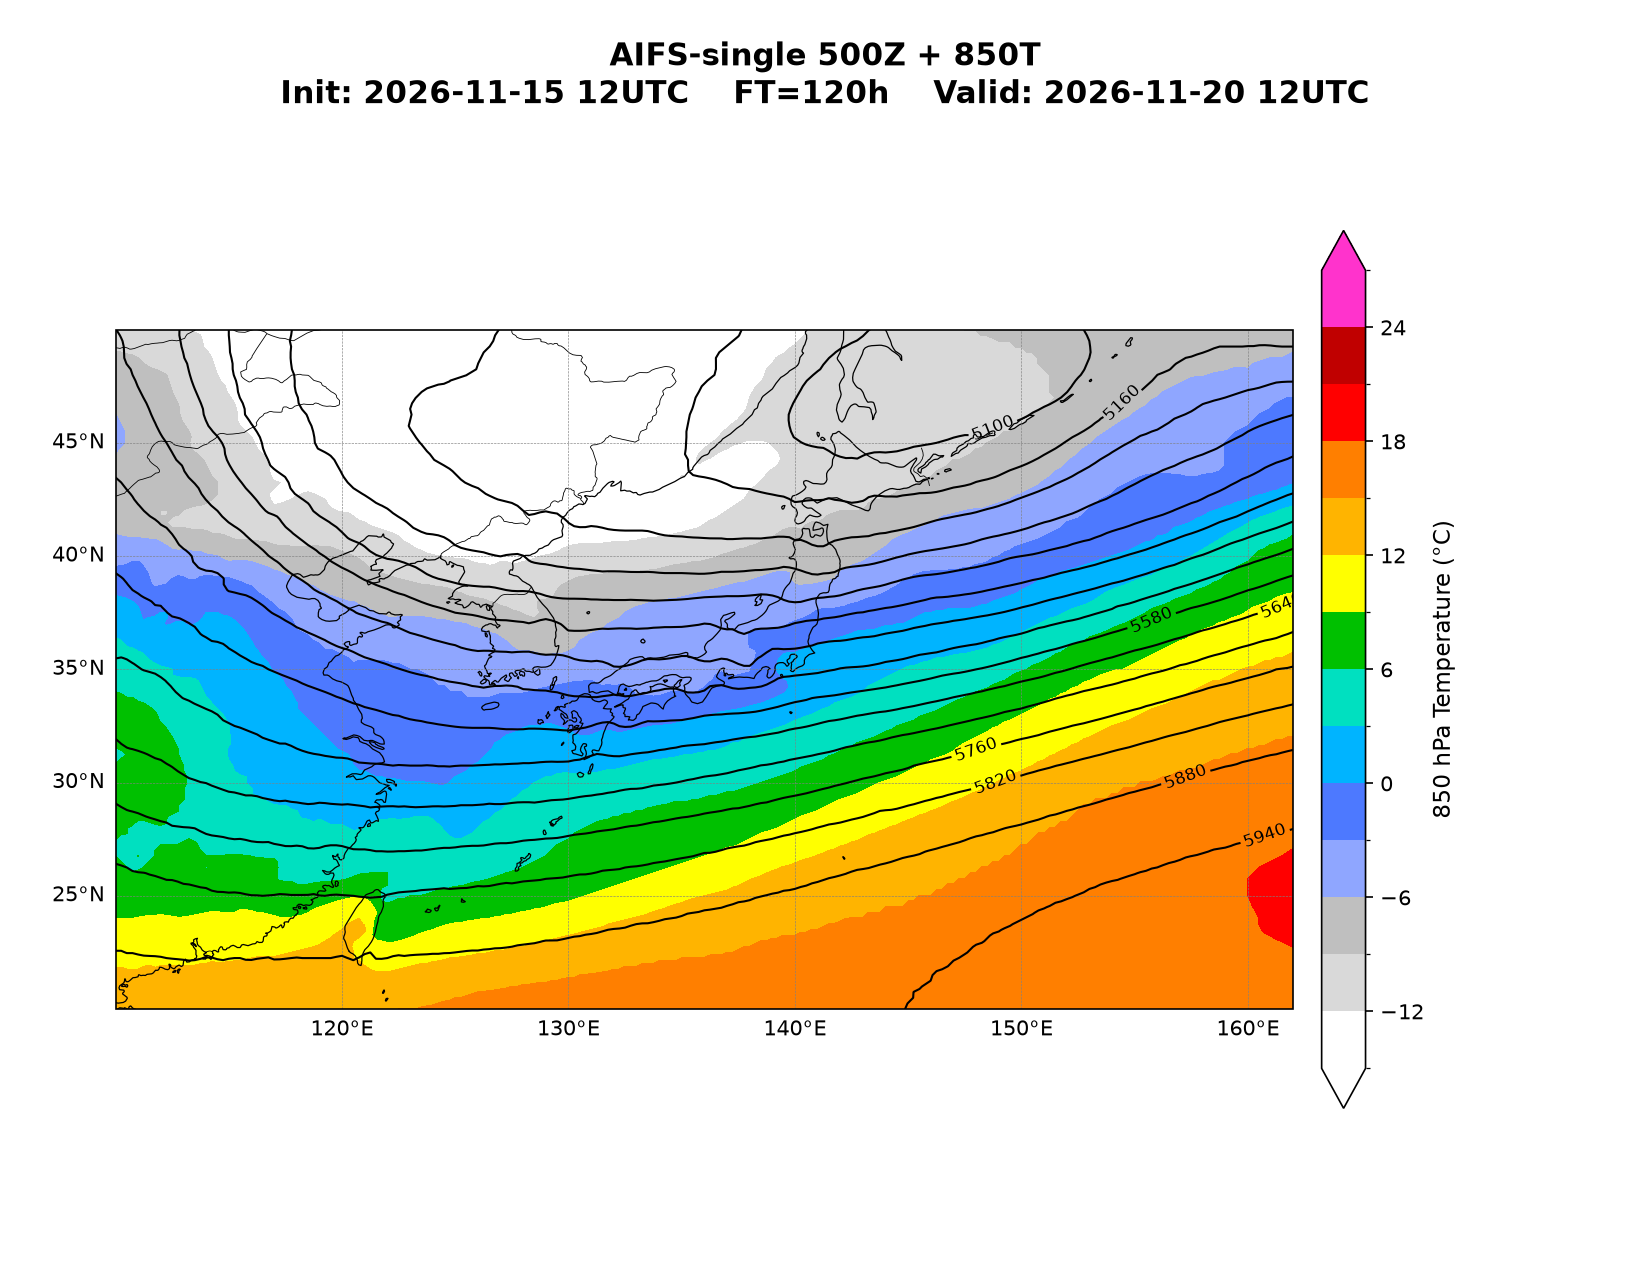 AIFS-single 500Z + 850T
Init: 2026-11-15 12UTC FT=120h Valid: 2026-11-20 12UTC
45°N
40°N
35°N
30°N
25°N
120°E
130°E
140°E
150°E
160°E
5100
5160
5580
564
5760
5820
5880
5940
24
18
12
6
0
−6
−12
850 hPa Temperature (°C)